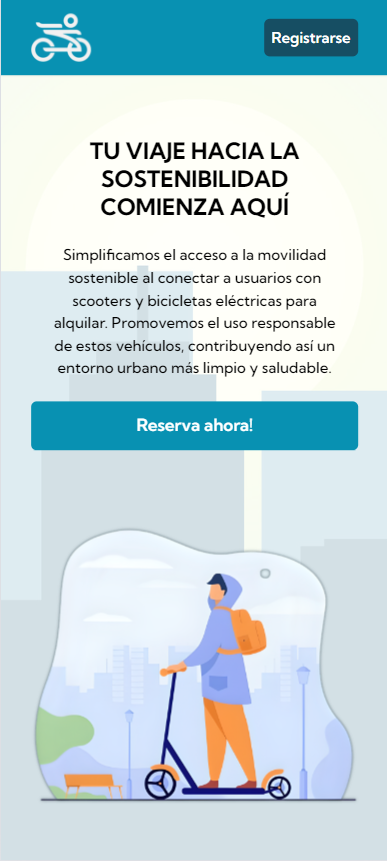 Registrarse
TU VIAJE HACIA LA
SOSTENIBILIDAD
COMIENZA AQUÍ
Simplificamos el acceso a la movilidad
sostenible al conectar a usuarios con
scooters y bicicletas eléctricas para
alquilar. Promovemos el uso responsable
de estos vehículos, contribuyendo así un
entorno urbano más limpio y saludable.
Reserva ahora!